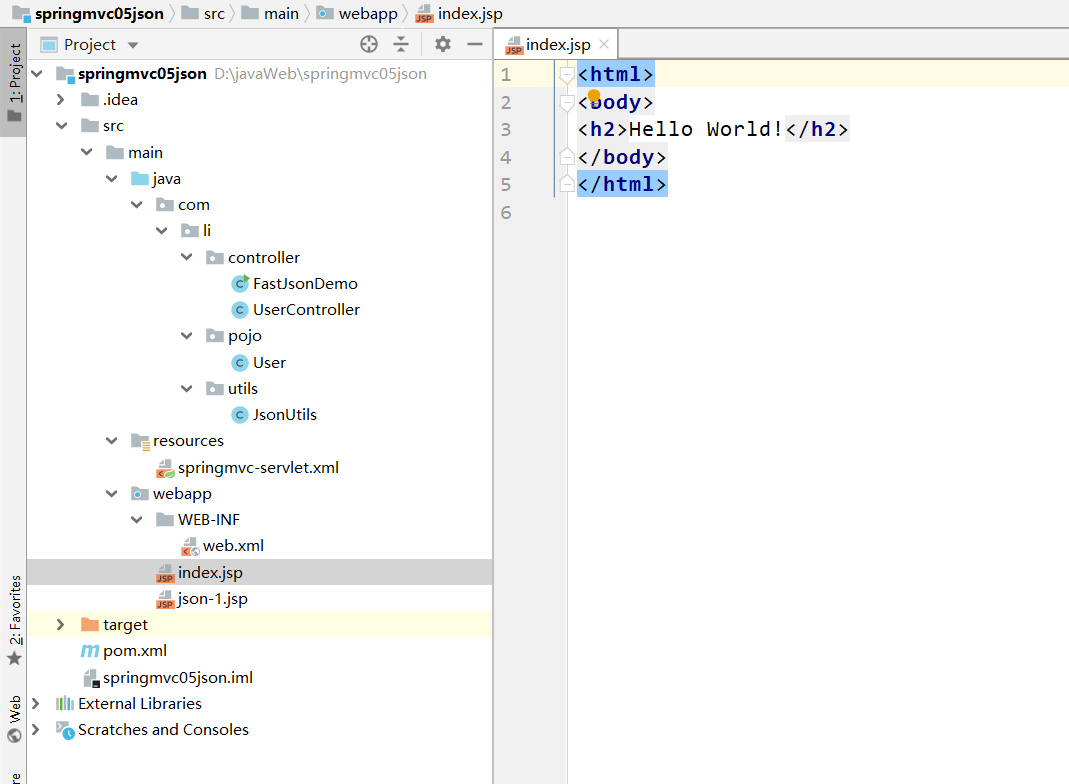 springmvc05json src main webapp index.jsp
Project
index.jsp
1: Project
springmvc05json D:\javaWeb\springmvc05json
.idea
src
main
java
com
li
controller
FastJsonDemo
UserController
pojo
User
utils
JsonUtils
resources
springmvc-servlet.xml
webapp
WEB-INF
web.xml
index.jsp
json-1.jsp
target
pom.xml
springmvc05json.iml
External Libraries
Scratches and Consoles
2: Favorites
Web
1 <html>
2 <body>
3 <h2>Hello World!</h2>
4 </body>
5 </html>
6